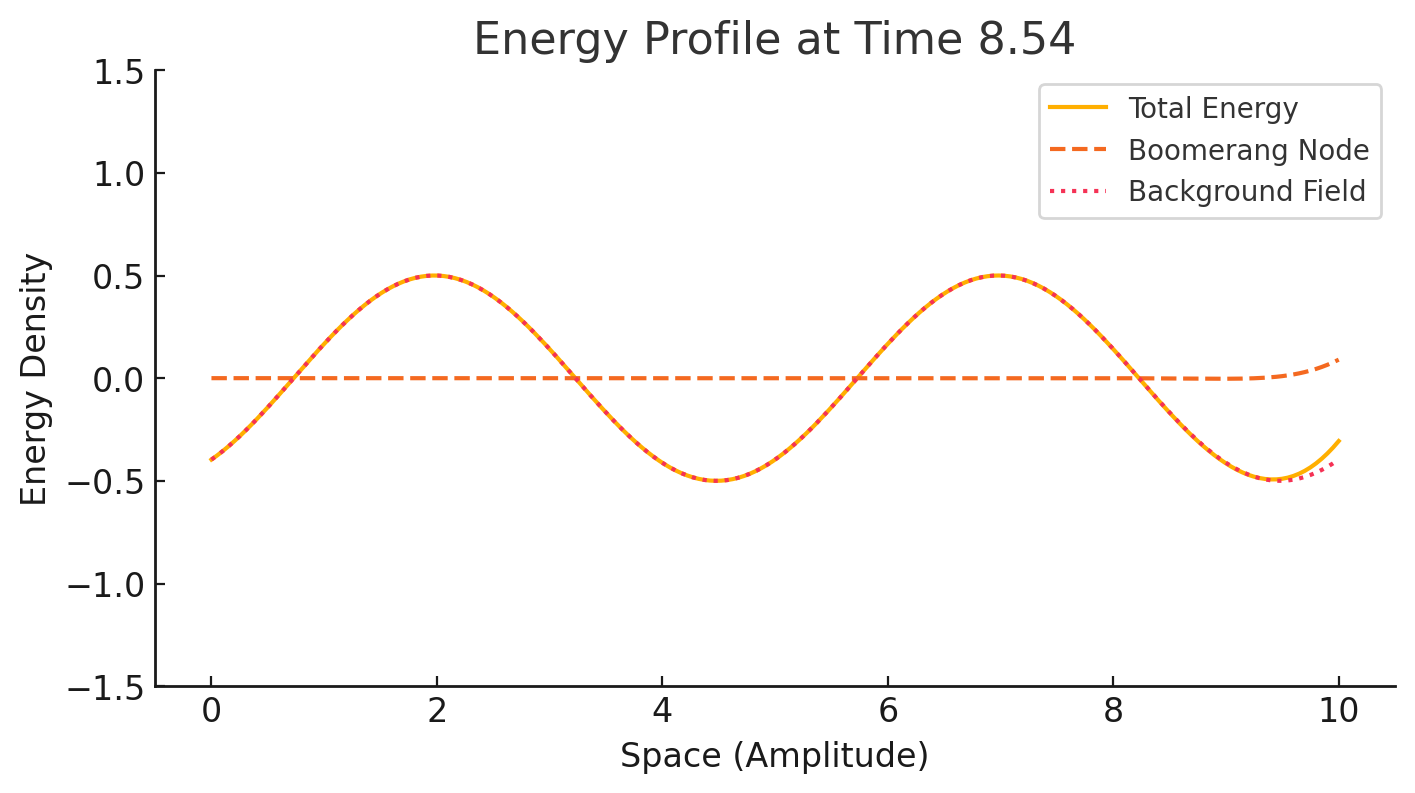 Energy Profile at Time 8.54
1.5
1.0
0.5
0.0
−0.5
−1.0
−1.5
Energy Density
Total Energy
Boomerang Node
Background Field
0 2 4 6 8 10
Space (Amplitude)